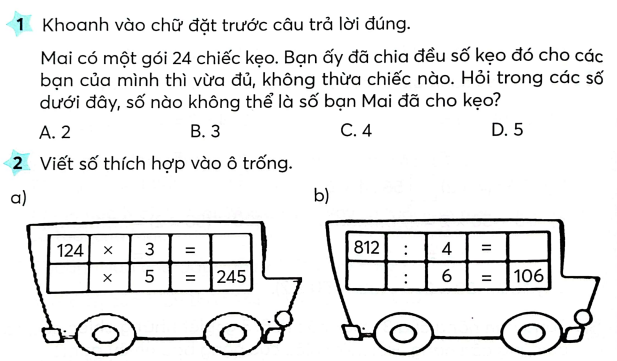 1 Khoanh vào chữ đặt trước câu trả lời đúng.
Mai có một gói 24 chiếc kẹo. Bạn ấy đã chia đều số kẹo đó cho các
bạn của mình thì vừa đủ, không thừa chiếc nào. Hỏi trong các số
dưới đây, số nào không thể là số bạn Mai đã cho kẹo?
A. 2 B. 3 C. 4 D. 5
2 Viết số thích hợp vào ô trống.
a) b)
124 × 3 =
× 5 = 245
812 : 4 =
: 6 = 106